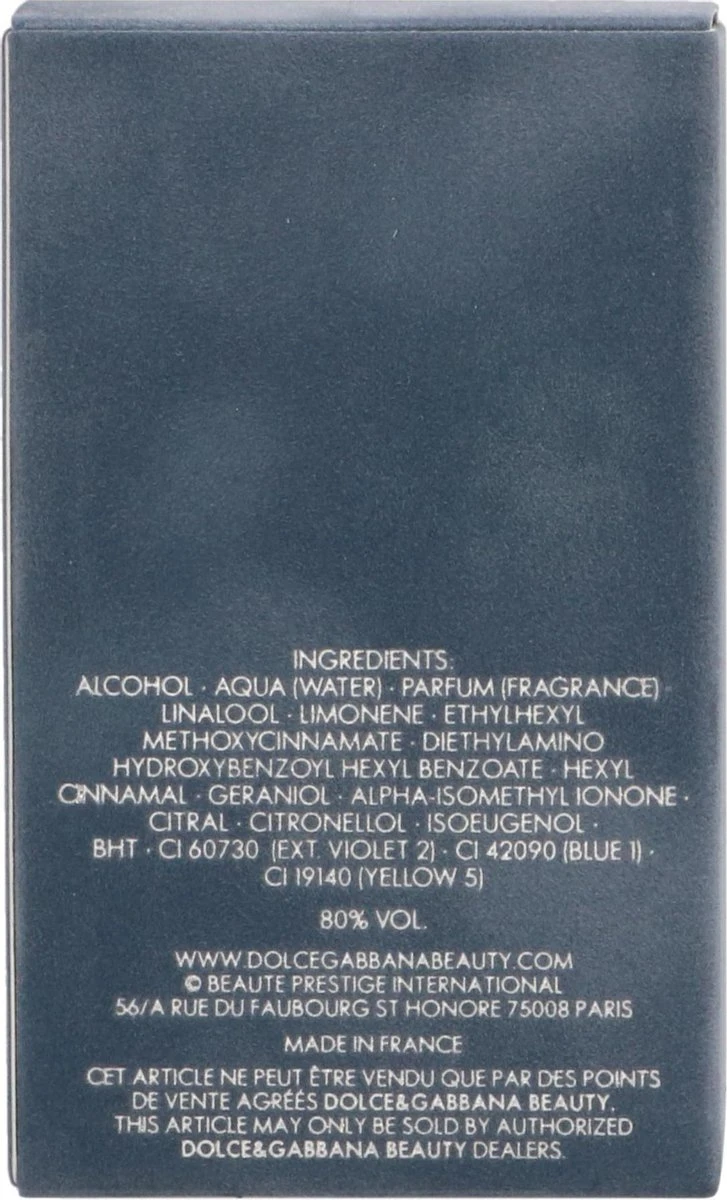 INGREDIENTS:
ALCOHOL · AQUA (WATER) · PARFUM (FRAGRANCE) ·
LINALOOL · LIMONENE · ETHYLHEXYL
METHOXYCINNAMATE · DIETHYLAMINO
HYDROXYBENZOYL HEXYL BENZOATE · HEXYL
CINNAMAL · GERANIOL · ALPHA-ISOMETHYL IONONE ·
CITRAL · CITRONELLOL · ISOEUGENOL ·
BHT · CI 60730 (EXT. VIOLET 2) · CI 42090 (BLUE 1) ·
CI 19140 (YELLOW 5)
80% VOL.
WWW.DOLCEGABBANABEAUTY.COM
© BEAUTE PRESTIGE INTERNATIONAL
56/A RUE DU FAUBOURG ST HONORE 75008 PARIS
MADE IN FRANCE
CET ARTICLE NE PEUT ÊTRE VENDU QUE PAR DES POINTS
DE VENTE AGRÉÉS DOLCE&GABBANA BEAUTY.
THIS ARTICLE MAY ONLY BE SOLD BY AUTHORIZED
DOLCE&GABBANA BEAUTY DEALERS.